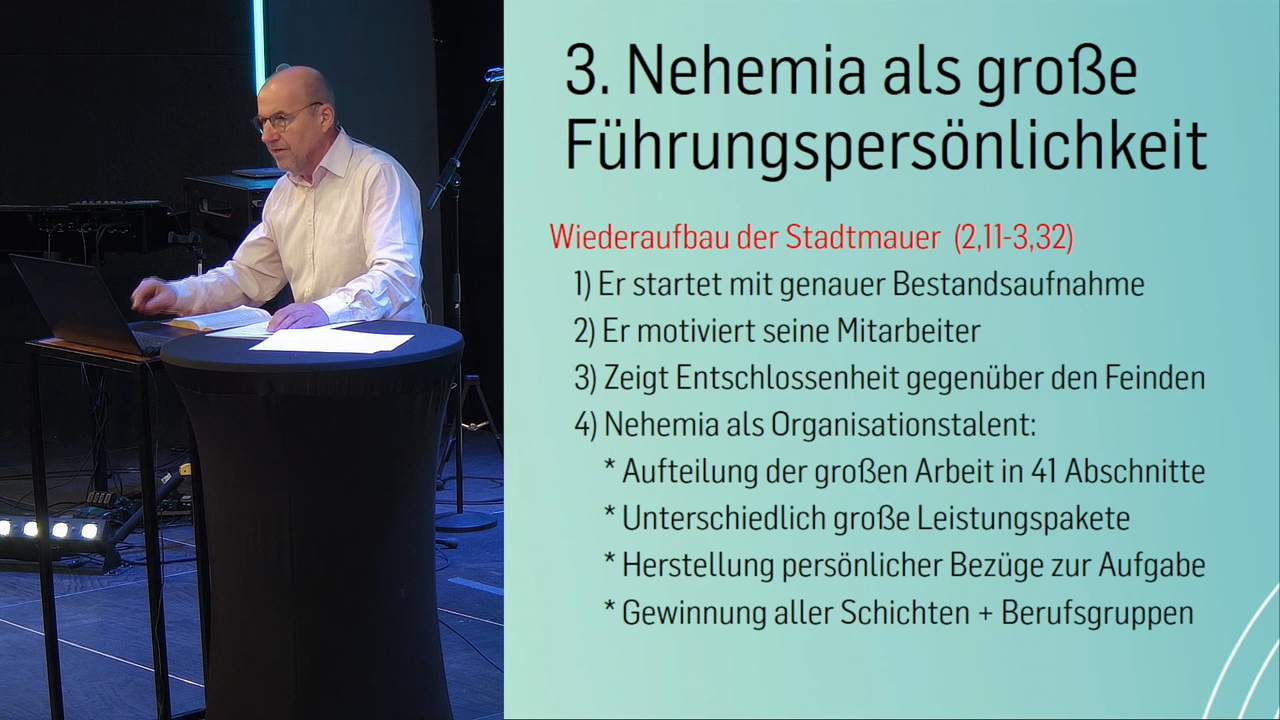 3. Nehemia als große
Führungspersönlichkeit
Wiederaufbau der Stadtmauer (2,11-3,32)
1) Er startet mit genauer Bestandsaufnahme
2) Er motiviert seine Mitarbeiter
3) Zeigt Entschlossenheit gegenüber den Feinden
4) Nehemia als Organisationstalent:
* Aufteilung der großen Arbeit in 41 Abschnitte
* Unterschiedlich große Leistungspakete
* Herstellung persönlicher Bezüge zur Aufgabe
* Gewinnung aller Schichten + Berufsgruppen